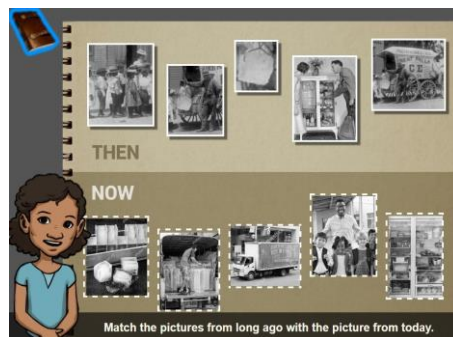 THEN
NOW
Match the pictures from long ago with the picture from today.